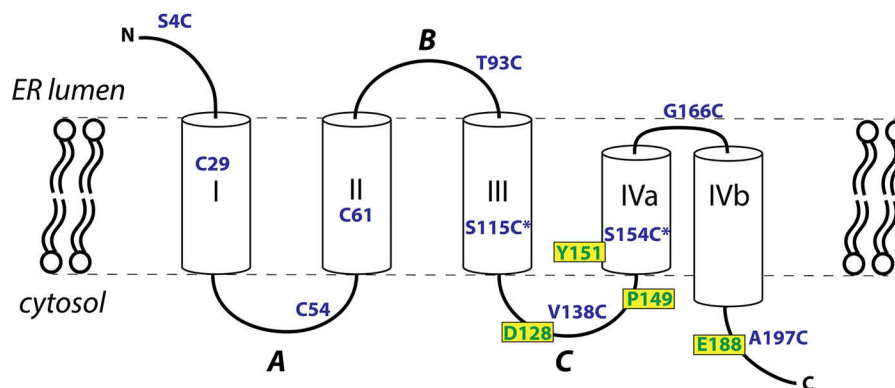 S4C
N
B
T93C
ER lumen
G166C
C29
I
II
III
IVa
IVb
C61
S115C*
S154C*
Y151
cytosol
C54
V138C
P149
D128
E188
A197C
A
C
C